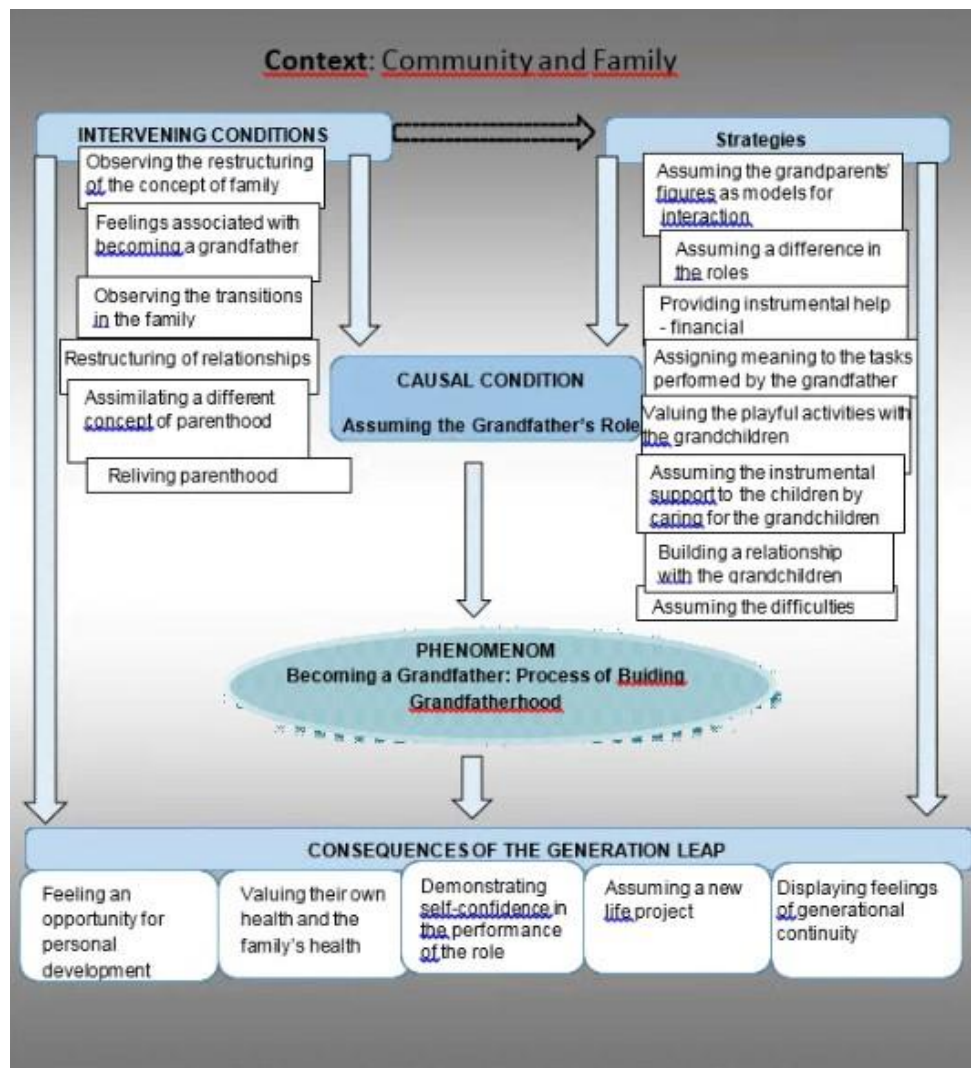 Context: Community and Family
INTERVENING CONDITIONS
Observing the restructuring
of the concept of family
Feelings associated with
becoming a grandfather
Observing the transitions
in the family
Restructuring of relationships
Assimilating a different
concept of parenthood
Reliving parenthood
Strategies
Assuming the grandparents'
figures as models for
interaction
Assuming a difference in
the roles
Providing instrumental help
- financial
Assigning meaning to the tasks
performed by the grandfather
Valuing the playful activities with
the grandchildren
Assuming the instrumental
support to the children by
caring for the grandchildren
Building a relationship
with the grandchildren
Assuming the difficulties
CAUSAL CONDITION
Assuming the Grandfather's Role
PHENOMENOM
Becoming a Grandfather: Process of Buiding
Grandfatherhood
CONSEQUENCES OF THE GENERATION LEAP
Feeling an
opportunity for
personal
development
Valuing their own
health and the
family's health
Demonstrating
self-confidence in
the performance
of the role
Assuming a new
life project
Displaying feelings
of generational
continuity